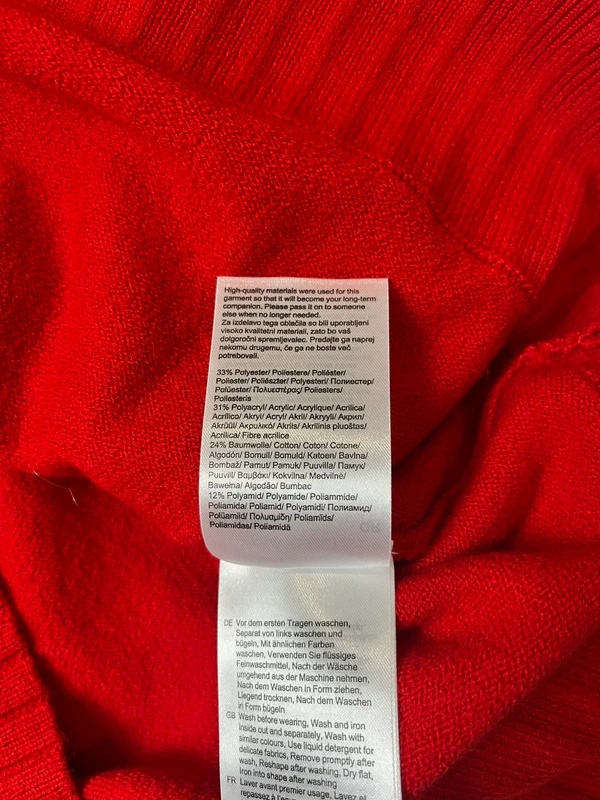 High-quality materials were used for this
garment so that it will become your long-term
companion. Please pass it on to someone
else when no longer needed.
Za izdelavo tega oblačila so bili uporabljeni
visoko kvalitetni materiali, zato bo vaš
dolgoročni spremljevalec. Predajte ga naprej
nekomu drugemu, če ga ne boste več
potrebovali.
33% Polyester/ Poliestere/ Poliéster/
Poliester/ Poliészter/ Polyesteri/ Полиестер/
Polüester/ Πολυεστέρας/ Poliesters/
Poliesteris
31% Polyacryl/ Acrylic/ Acrylique/ Acrilica/
Acrílico/ Akryl/ Acryl/ Akril/ Akryyli/ Акрил/
Akrüül/ Ακρυλικό/ Akrils/ Akrilinis pluoštas/
Acrílica/ Fibre acrilice
24% Baumwolle/ Cotton/ Coton/ Cotone/
Algodón/ Bomull/ Bomuld/ Katoen/ Bavlna/
Bombaž/ Pamut/ Pamuk/ Puuvilla/ Памук/
Puuvill/ Βαμβάκι/ Kokvilna/ Medvilnė/
Bawełna/ Algodão/ Bumbac
12% Polyamid/ Polyamide/ Poliammide/
Poliamida/ Poliamid/ Polyamidi/ Полиамид/
Polüamiid/ Πολυαμίδη/ Poliamīds/
Poliamidas/ Poliamidă
DE Vor dem ersten Tragen waschen,
Separat von links waschen und
bügeln, Mit ähnlichen Farben
waschen, Verwenden Sie flüssiges
Feinwaschmittel, Nach der Wäsche
umgehend aus der Maschine nehmen,
Nach dem Waschen in Form ziehen,
Liegend trocknen, Nach dem Waschen
in Form bügeln
GB Wash before wearing, Wash and iron
inside out and separately, Wash with
similar colours, Use liquid detergent for
delicate fabrics, Remove promptly after
wash, Reshape after washing, Dry flat,
iron into shape after washing
FR Laver avant premier usage, Lavez et
repassez à l'envers